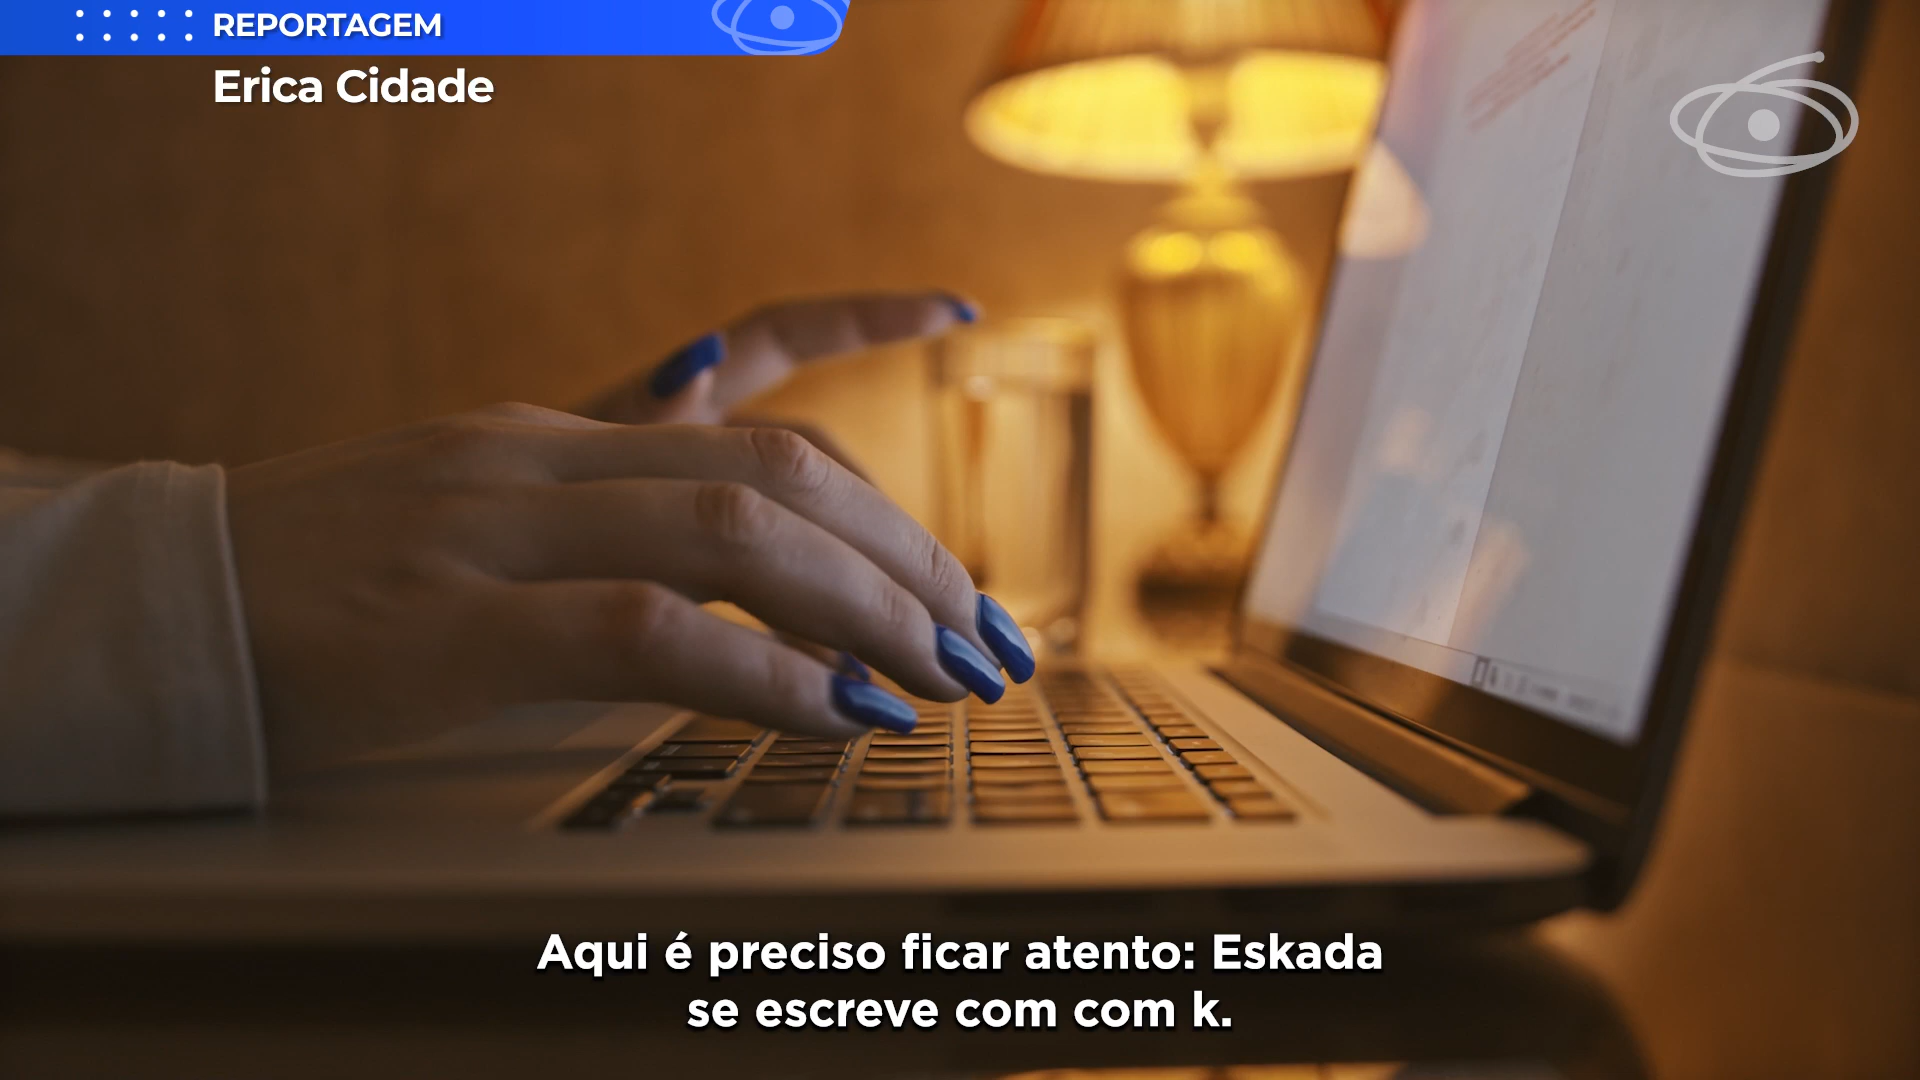 REPORTAGEM
Erica Cidade
Aqui é preciso ficar atento: Eskada
se escreve com com k.